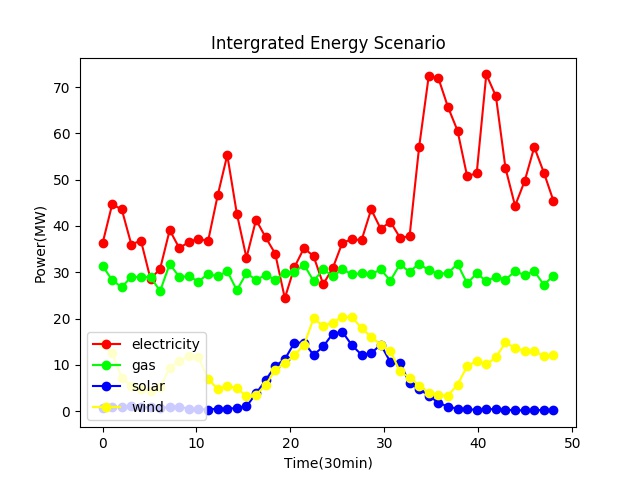 Intergrated Energy Scenario
Power(MW)
70
60
50
40
30
20
10
0
electricity
gas
solar
wind
0 10 20 30 40 50
Time(30min)